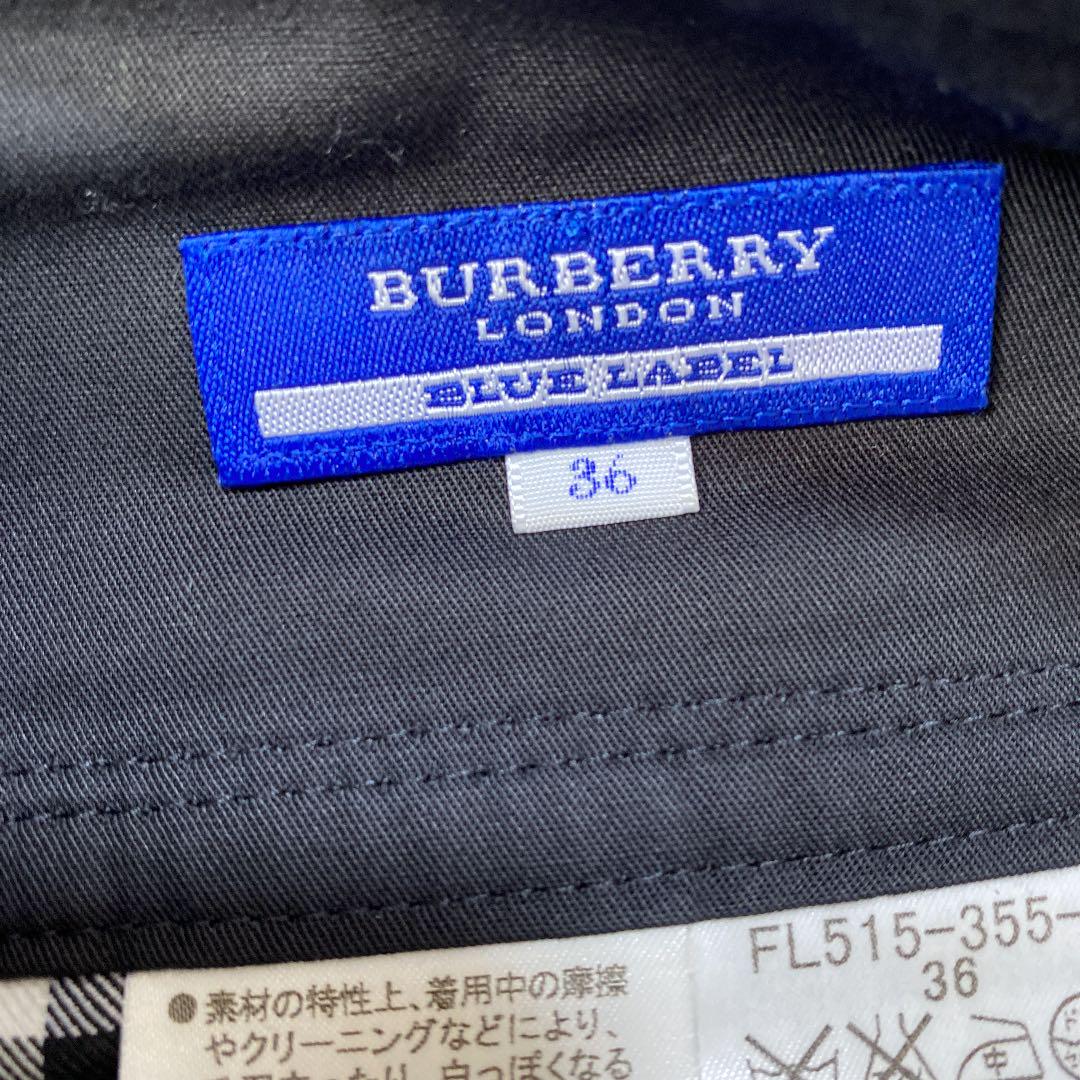 BURBERRY
LONDON
BLUE LABEL
36
FL515-355-
36
●素材の特性上、着用中の摩擦
やクリーニングなどにより、
白っぽくなる
中